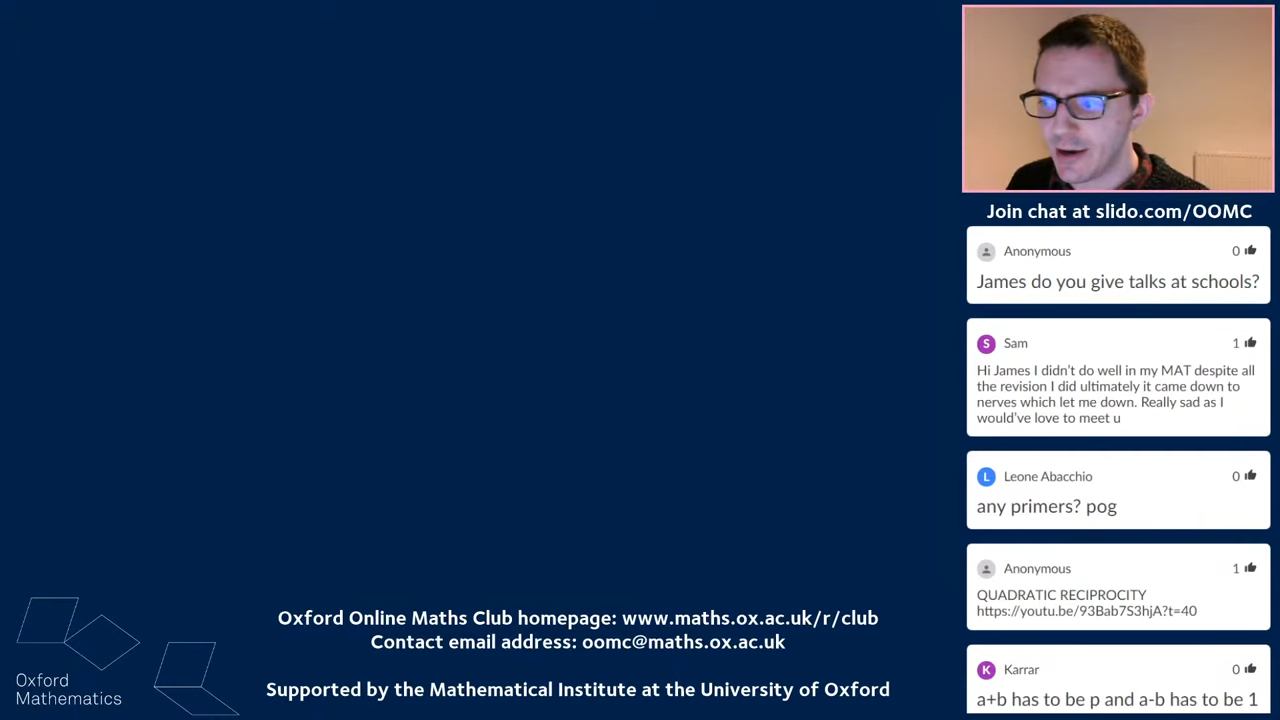 Join chat at slido.com/OOMC
Anonymous
0
James do you give talks at schools?
S
Sam
1
Hi James I didn't do well in my MAT despite all
the revision I did ultimately it came down to
nerves which let me down. Really sad as I
would've love to meet u
L
Leone Abacchio
0
any primers? pog
Anonymous
1
QUADRATIC RECIPROCITY
https://youtu.be/93Bab7S3hjA?t=40
K
Karrar
0
a+b has to be p and a-b has to be 1
Oxford Online Maths Club homepage: www.maths.ox.ac.uk/r/club
Contact email address: oomc@maths.ox.ac.uk
Supported by the Mathematical Institute at the University of Oxford
Oxford
Mathematics